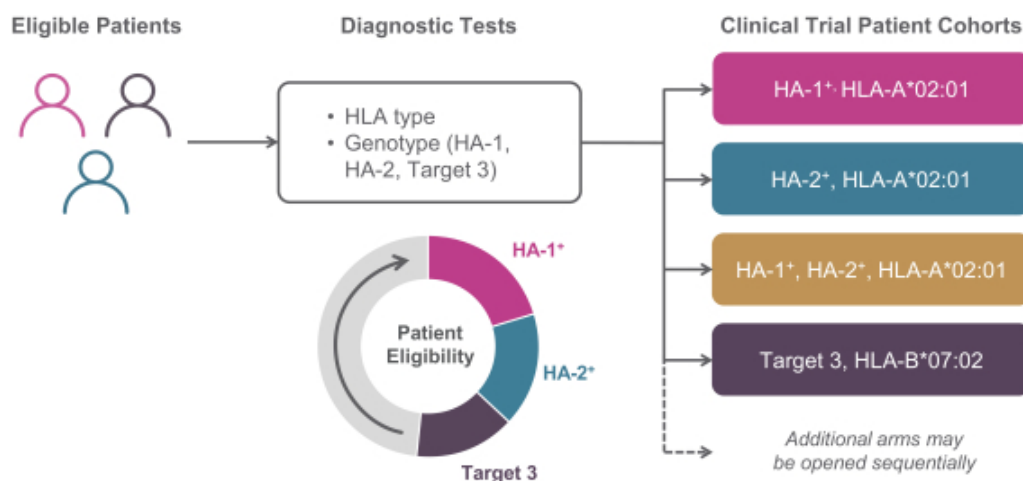 Eligible Patients
Diagnostic Tests
Clinical Trial Patient Cohorts
• HLA type
• Genotype (HA-1,
HA-2, Target 3)
HA-1⁺, HLA-A*02:01
HA-2⁺, HLA-A*02:01
HA-1⁺, HA-2⁺, HLA-A*02:01
Target 3, HLA-B*07:02
Additional arms may
be opened sequentially
HA-1⁺
Patient
Eligibility
HA-2⁺
Target 3